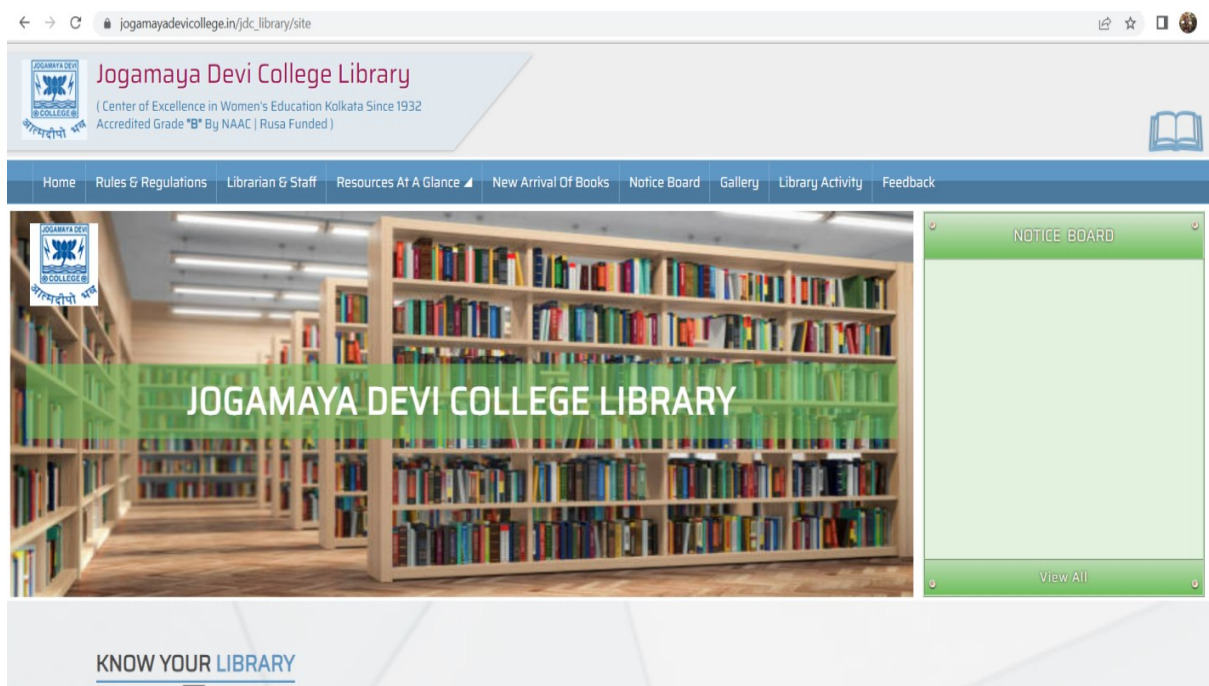 jogamayadevicollege.in/jdc_library/site
JOGAMAYA DEVI
COLLEGE
आत्मदीपो भव
Jogamaya Devi College Library
( Center of Excellence in Women's Education Kolkata Since 1932
Accredited Grade "B" By NAAC | Rusa Funded )
Home Rules & Regulations Librarian & Staff Resources At A Glance New Arrival Of Books Notice Board Gallery Library Activity Feedback
JOGAMAYA DEVI
COLLEGE
आत्मदीपो भव
JOGAMAYA DEVI COLLEGE LIBRARY
NOTICE BOARD
View All
KNOW YOUR LIBRARY